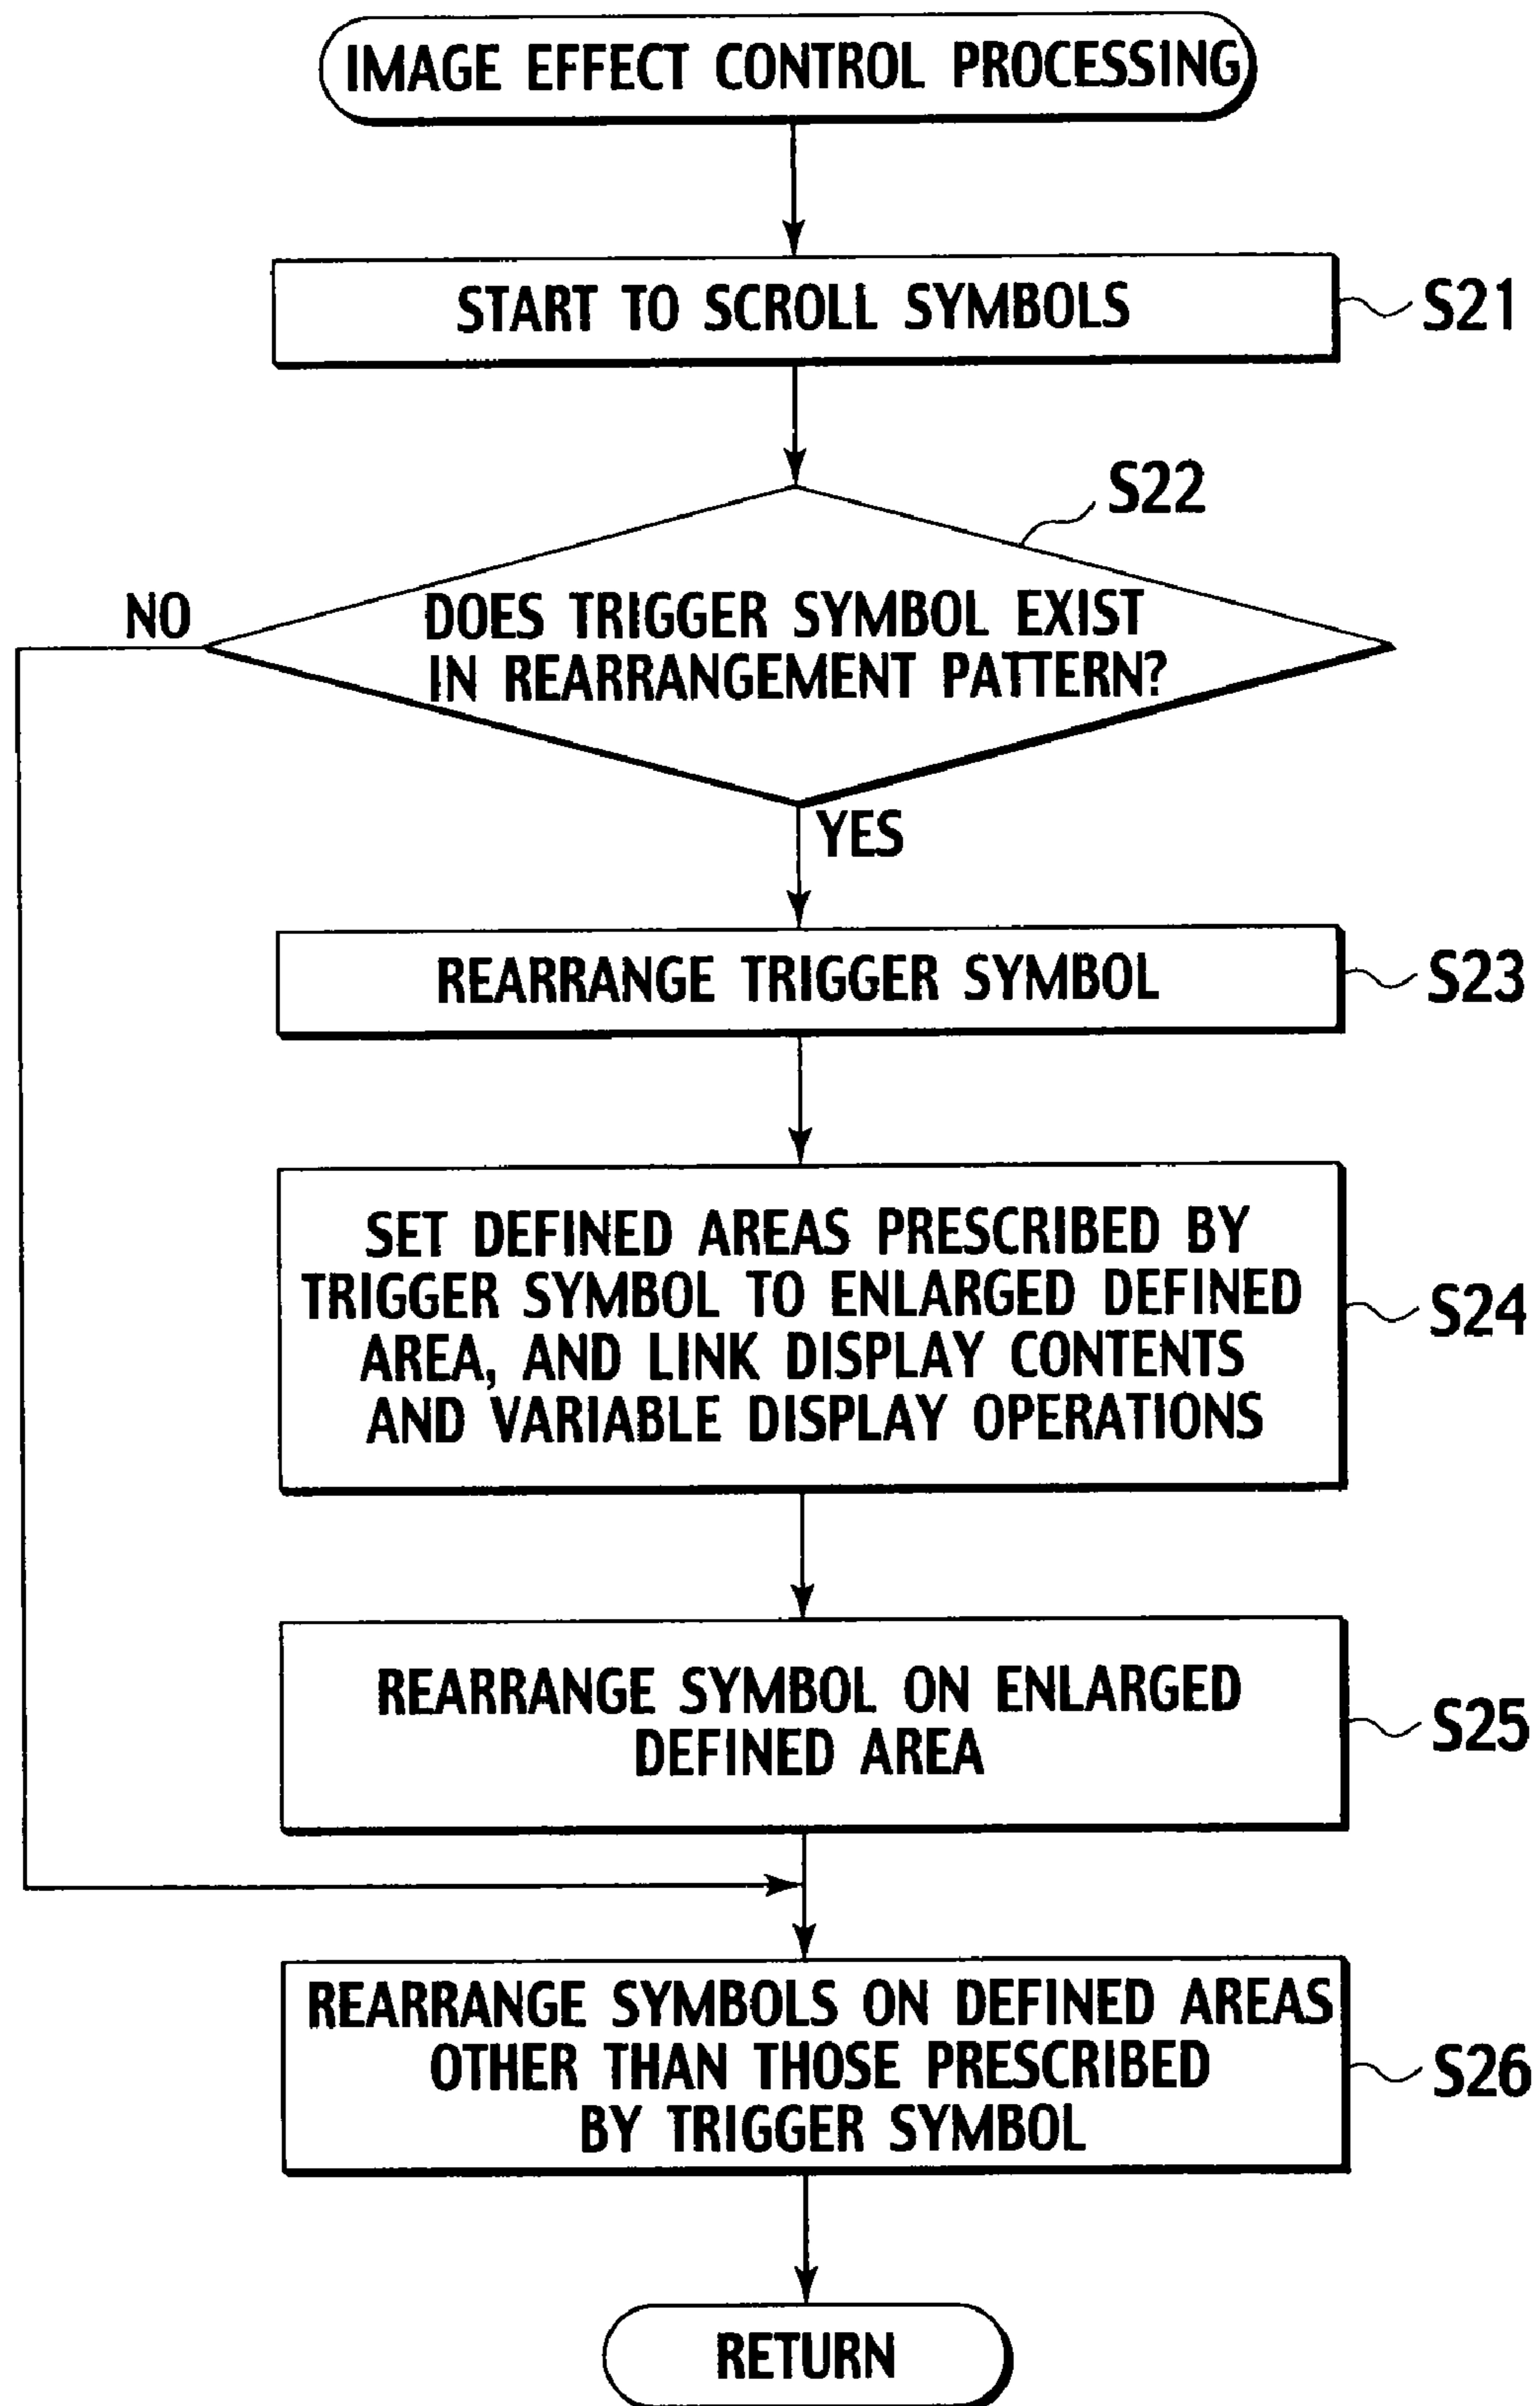 IMAGE EFFECT CONTROL PROCESSING
START TO SCROLL SYMBOLS
S21
S22
NO
DOES TRIGGER SYMBOL EXIST
IN REARRANGEMENT PATTERN?
YES
REARRANGE TRIGGER SYMBOL
S23
SET DEFINED AREAS PRESCRIBED BY
TRIGGER SYMBOL TO ENLARGED DEFINED
AREA, AND LINK DISPLAY CONTENTS
AND VARIABLE DISPLAY OPERATIONS
S24
REARRANGE SYMBOL ON ENLARGED
DEFINED AREA
S25
REARRANGE SYMBOLS ON DEFINED AREAS
OTHER THAN THOSE PRESCRIBED
BY TRIGGER SYMBOL
S26
RETURN